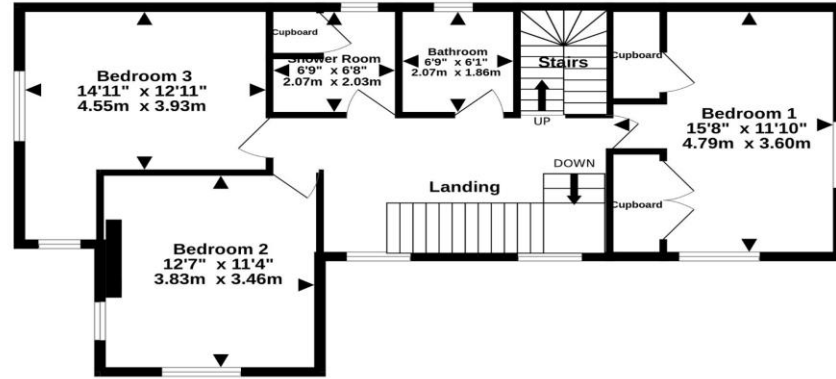 Cupboard
Shower Room
6'9" x 6'8"
2.07m x 2.03m
Bathroom
6'9" x 6'1"
2.07m x 1.86m
Stairs
UP
Cupboard
Bedroom 3
14'11" x 12'11"
4.55m x 3.93m
Bedroom 1
15'8" x 11'10"
4.79m x 3.60m
DOWN
Landing
Cupboard
Bedroom 2
12'7" x 11'4"
3.83m x 3.46m